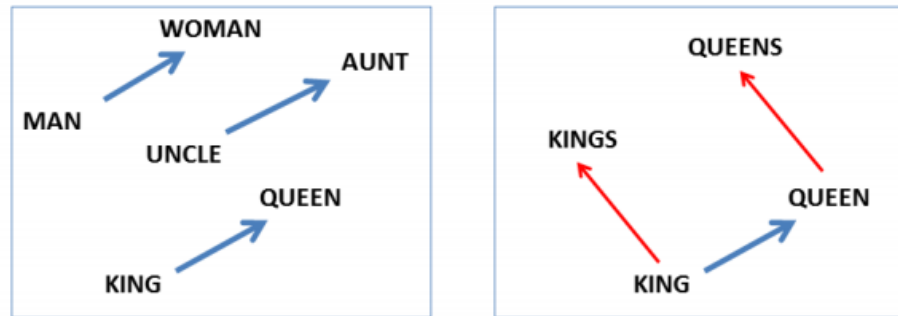 WOMAN
AUNT
MAN
UNCLE
QUEEN
KING
QUEENS
KINGS
QUEEN
KING